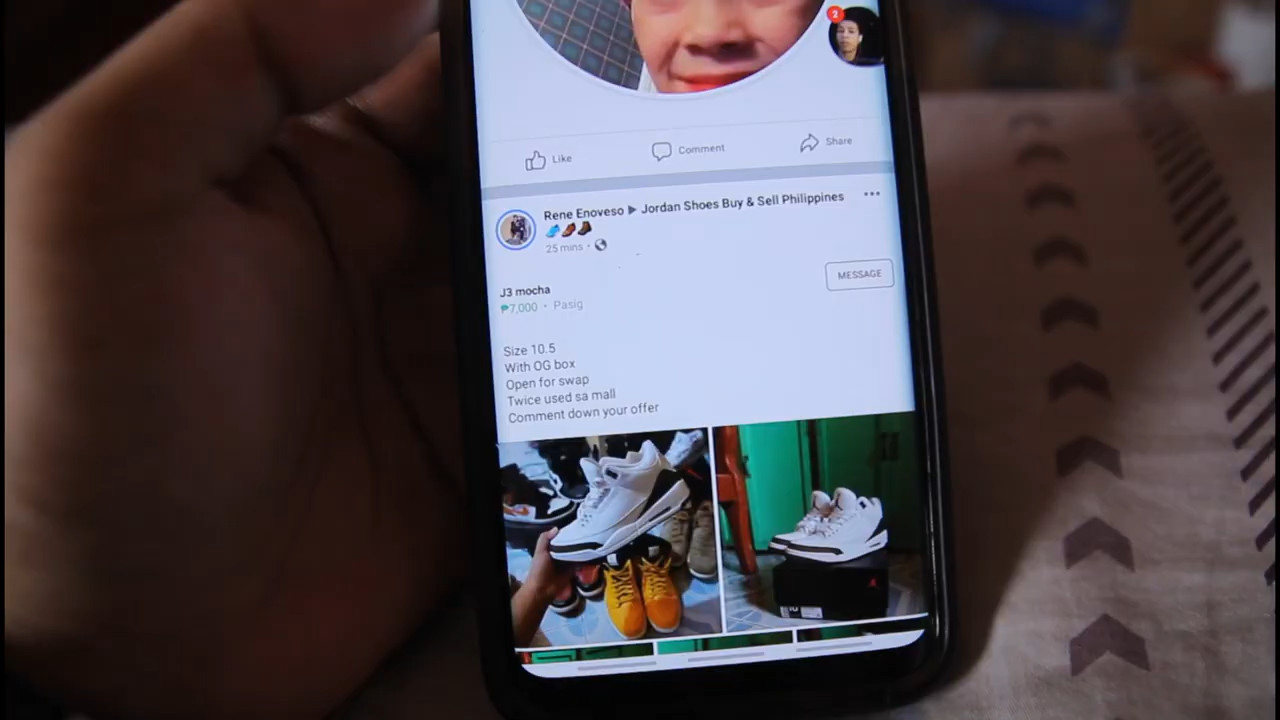 2
Like
Comment
Share
Rene Enoveso ▶ Jordan Shoes Buy & Sell Philippines
25 mins ·
MESSAGE
J3 mocha
₱7,000 · Pasig
Size 10.5
With OG box
Open for swap
Twice used sa mall
Comment down your offer